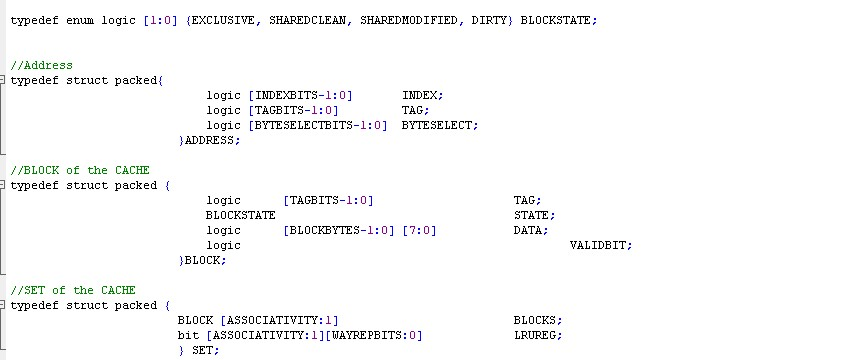 typedef enum logic [1:0] {EXCLUSIVE, SHAREDCLEAN, SHAREDMODIFIED, DIRTY} BLOCKSTATE;
//Address
typedef struct packed{
logic [INDEXBITS-1:0] INDEX;
logic [TAGBITS-1:0] TAG;
logic [BYTESELECTBITS-1:0] BYTESELECT;
}ADDRESS;
//BLOCK of the CACHE
typedef struct packed {
logic [TAGBITS-1:0] TAG;
BLOCKSTATE STATE;
logic [BLOCKBYTES-1:0] [7:0] DATA;
logic VALIDBIT;
}BLOCK;
//SET of the CACHE
typedef struct packed {
BLOCK [ASSOCIATIVITY:1] BLOCKS;
bit [ASSOCIATIVITY:1][WAYREPBITS:0] LRUREG;
} SET;